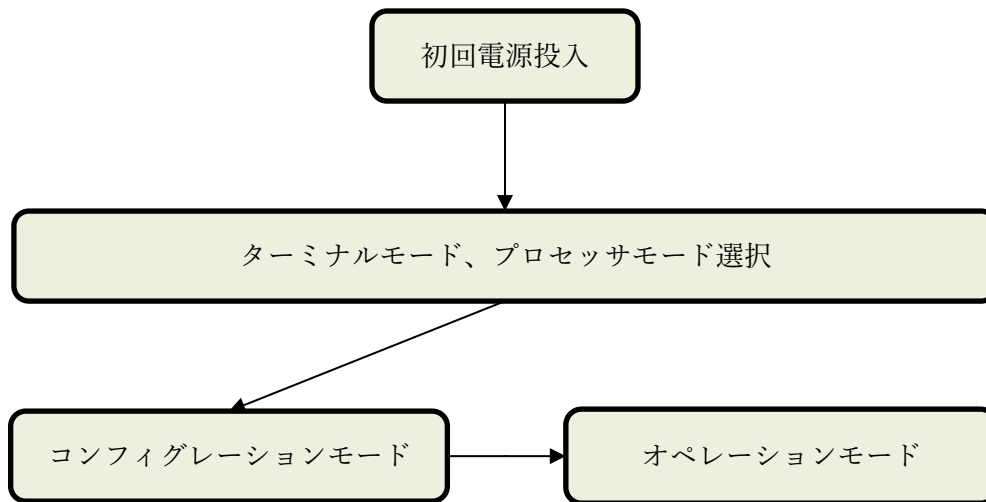 初回電源投入
ターミナルモード、プロセッサモード選択
コンフィグレーションモード
オペレーションモード